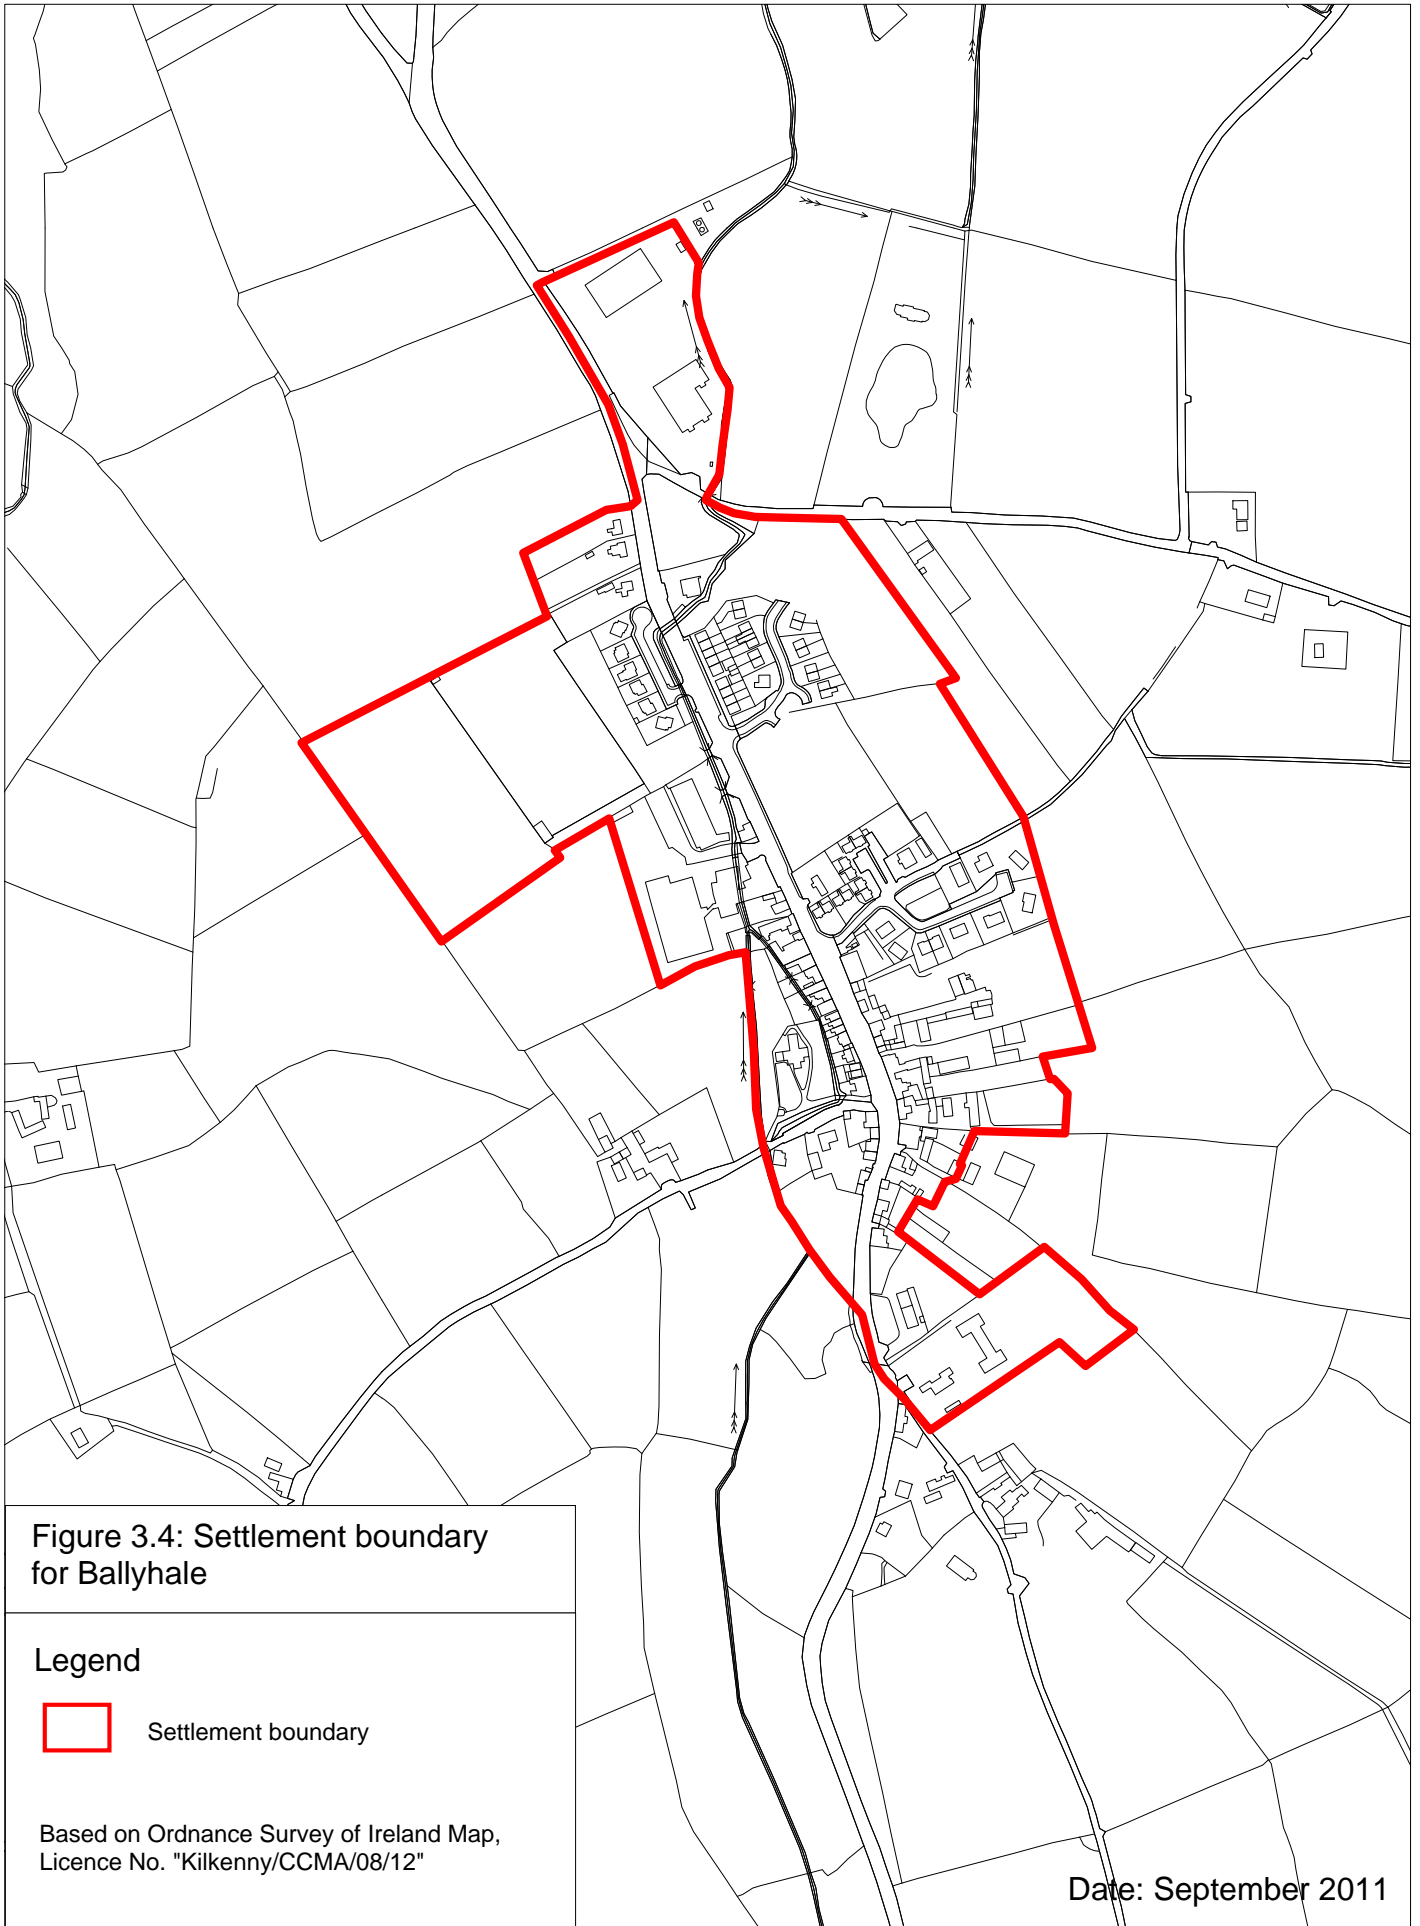 Figure 3.4: Settlement boundary
for Ballyhale
Legend
Settlement boundary
Based on Ordnance Survey of Ireland Map,
Licence No. "Kilkenny/CCMA/08/12"
Date: September 2011